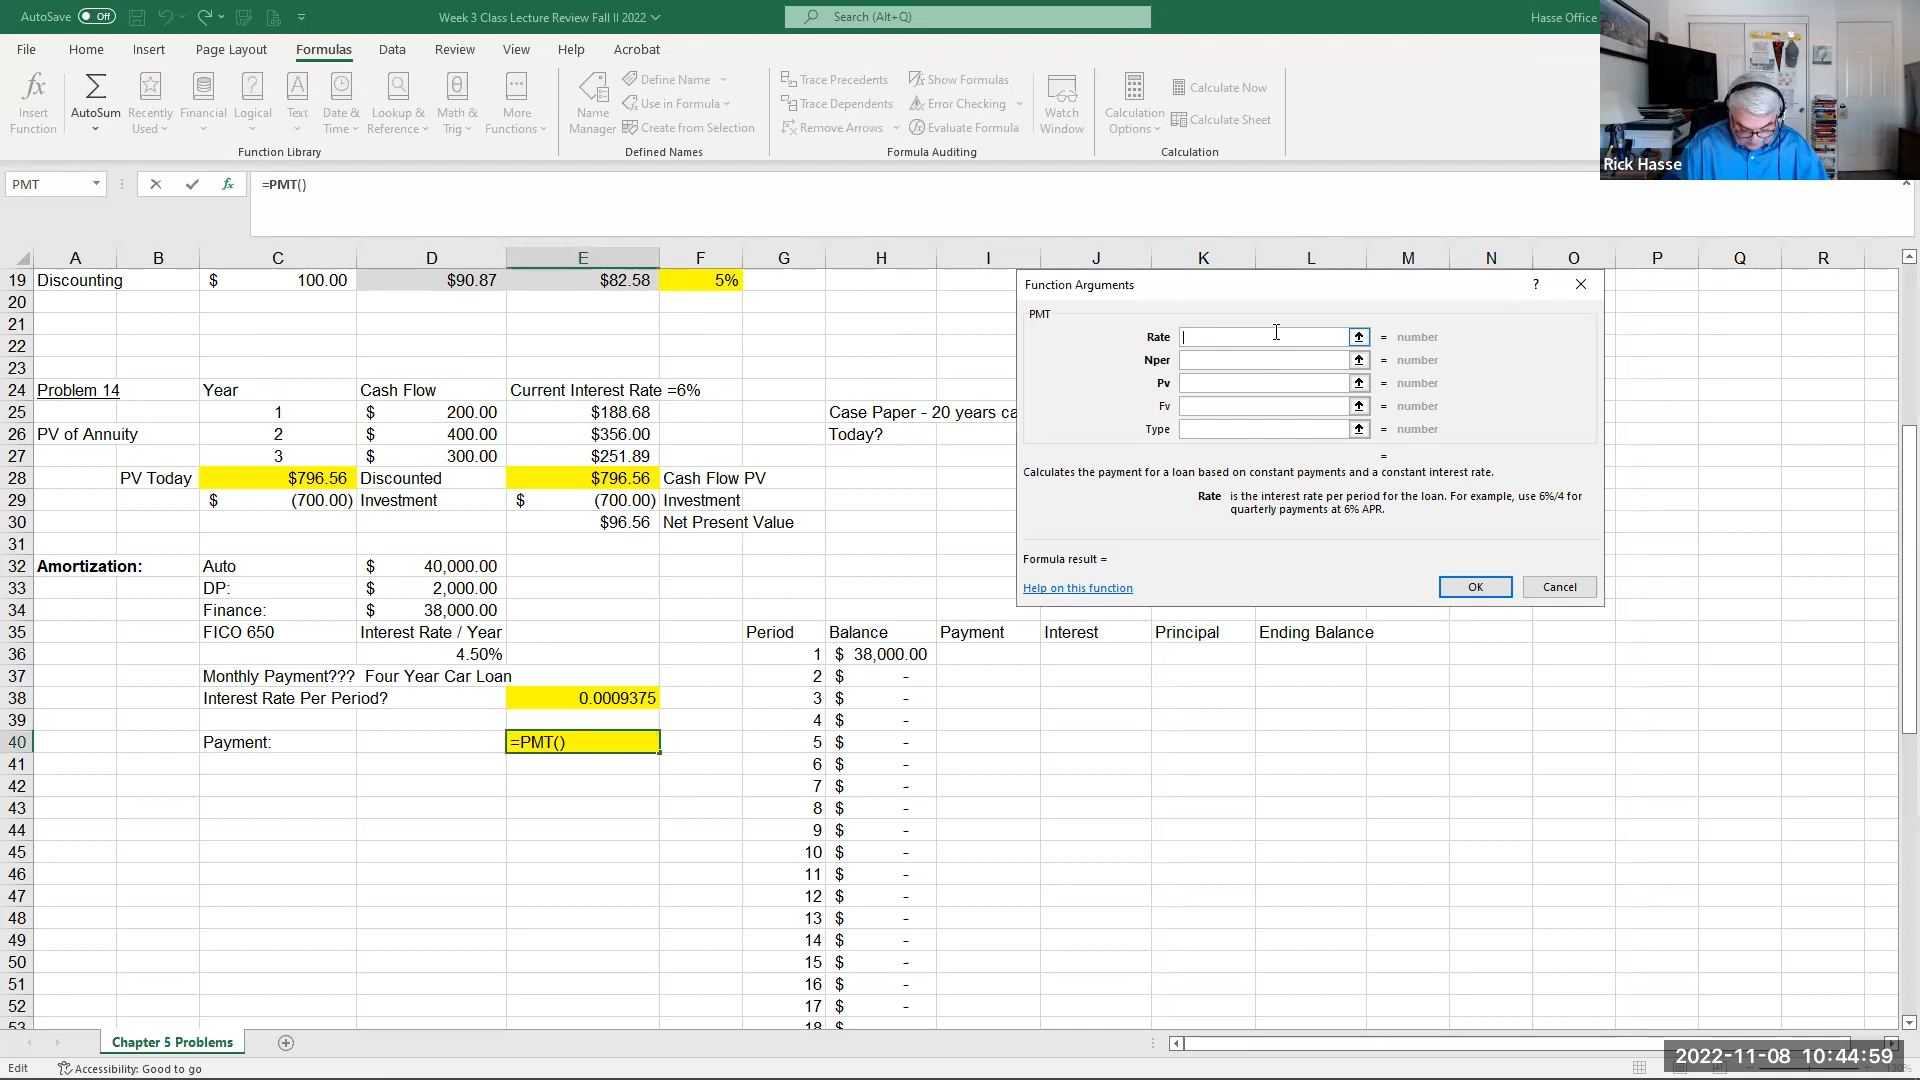 AutoSave Off
Week 3 Class Lecture Review Fall II 2022
Search (Alt+Q)
Hasse Office
File Home Insert Page Layout Formulas Data Review View Help Acrobat
Insert Function
AutoSum
Recently Used
Financial
Logical
Text
Date & Time
Lookup & Reference
Math & Trig
More Functions
Function Library
Name Manager
Define Name
Use in Formula
Create from Selection
Defined Names
Trace Precedents
Trace Dependents
Remove Arrows
Show Formulas
Error Checking
Evaluate Formula
Formula Auditing
Watch Window
Calculation Options
Calculate Now
Calculate Sheet
Calculation
Rick Hasse
PMT
fx
=PMT()
A B C D E F G H I J K L M N O P Q R
19 Discounting $ 100.00 $90.87 $82.58 5%
20
21
22
23
24 Problem 14 Year Cash Flow Current Interest Rate =6%
25 1 $ 200.00 $188.68 Case Paper - 20 years ca
26 PV of Annuity 2 $ 400.00 $356.00 Today?
27 3 $ 300.00 $251.89
28 PV Today $796.56 Discounted $796.56 Cash Flow PV
29 $ (700.00) Investment $ (700.00) Investment
30 $96.56 Net Present Value
31
32 Amortization: Auto $ 40,000.00
33 DP: $ 2,000.00
34 Finance: $ 38,000.00
35 FICO 650 Interest Rate / Year Period Balance Payment Interest Principal Ending Balance
36 4.50% 1 $ 38,000.00
37 Monthly Payment??? Four Year Car Loan 2 $ -
38 Interest Rate Per Period? 0.0009375 3 $ -
39 4 $ -
40 Payment: =PMT() 5 $ -
41 6 $ -
42 7 $ -
43 8 $ -
44 9 $ -
45 10 $ -
46 11 $ -
47 12 $ -
48 13 $ -
49 14 $ -
50 15 $ -
51 16 $ -
52 17 $ -
53 18 $ -
Function Arguments ?
PMT
Rate = number
Nper = number
Pv = number
Fv = number
Type = number
=
Calculates the payment for a loan based on constant payments and a constant interest rate.
Rate is the interest rate per period for the loan. For example, use 6%/4 for
quarterly payments at 6% APR.
Formula result =
Help on this function
OK Cancel
Chapter 5 Problems
Edit Accessibility: Good to go
2022-11-08 10:44:59